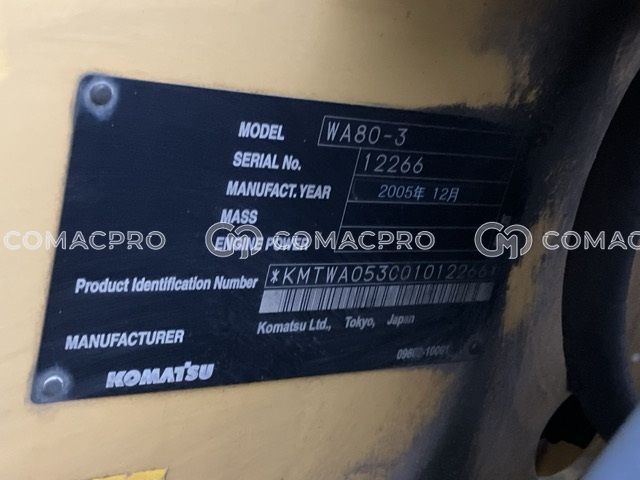 MODEL WA80-3
SERIAL No. 12266
MANUFACT. YEAR 2005年 12月
MASS
COMACPRO COMACPRO COMACPRO
ENGINE POWER
Product Identification Number *KMTWA053C01012266*
MANUFACTURER Komatsu Ltd., Tokyo, Japan
KOMATSU